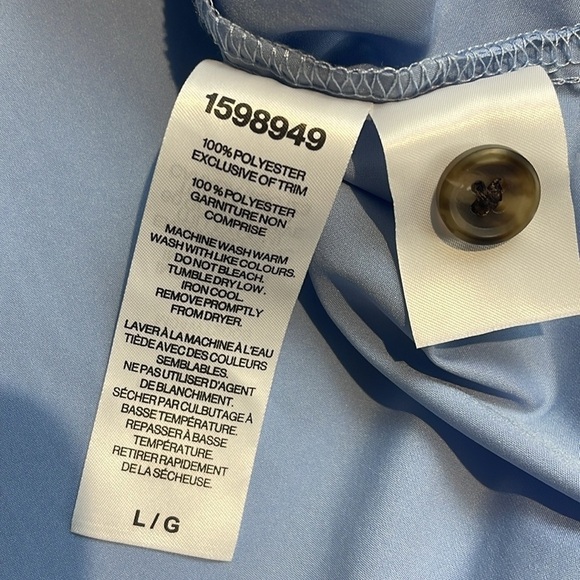 1598949
100% POLYESTER
EXCLUSIVE OF TRIM
100% POLYESTER
GARNITURE NON
COMPRISE
MACHINE WASH WARM
WASH WITH LIKE COLOURS.
DO NOT BLEACH.
TUMBLE DRY LOW.
IRON COOL.
REMOVE PROMPTLY
FROM DRYER.
LAVER À LA MACHINE À L'EAU
TIÈDE AVEC DES COULEURS
SEMBLABLES.
NE PAS UTILISER D'AGENT
DE BLANCHIMENT.
SÉCHER PAR CULBUTAGE À
BASSE TEMPÉRATURE.
REPASSER À BASSE
TEMPÉRATURE.
RETIRER RAPIDEMENT
DE LA SÉCHEUSE.
L / G